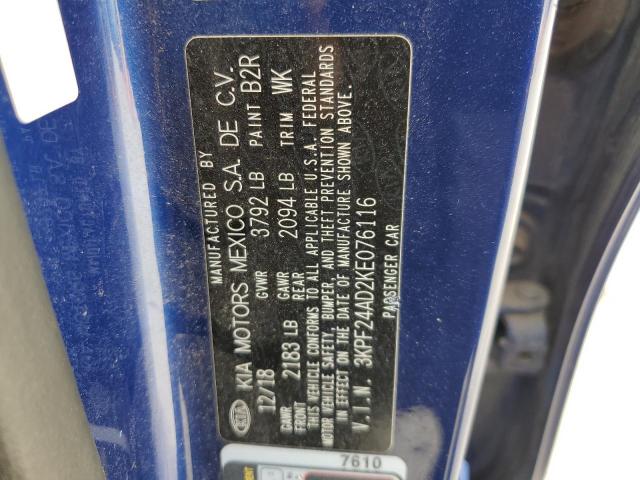 MANUFACTURED BY
KIA KIA MOTORS MEXICO S.A. DE C.V.
12/18 GVWR 3792 LB PAINT B2R
GAWR FRONT 2183 LB GAWR REAR 2094 LB TRIM WK
THIS VEHICLE CONFORMS TO ALL APPLICABLE U.S.A. FEDERAL
MOTOR VEHICLE SAFETY, BUMPER, AND THEFT PREVENTION STANDARDS
IN EFFECT ON THE DATE OF MANUFACTURE SHOWN ABOVE.
V.I.N. 3KPF24AD2KE076116
PASSENGER CAR
7610